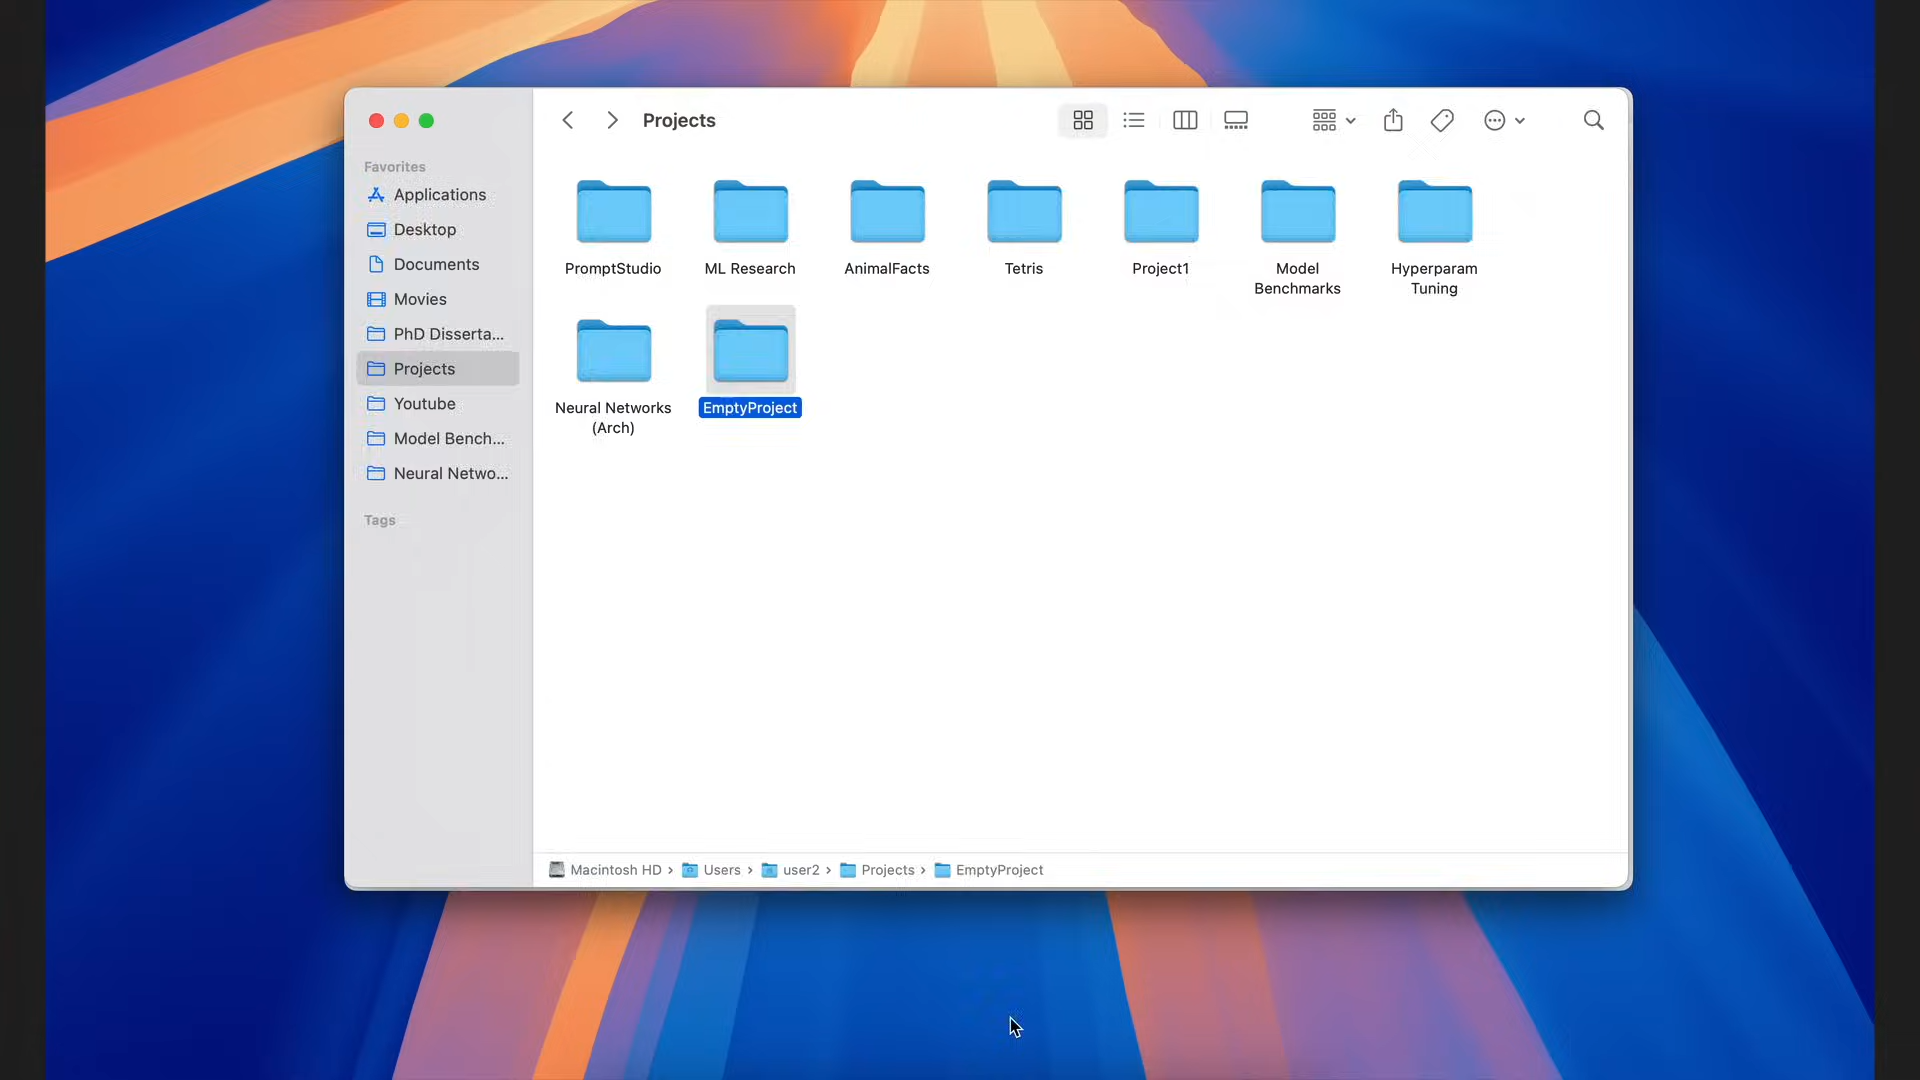 Projects
Favorites
Applications
Desktop
Documents
Movies
PhD Disserta...
Projects
Youtube
Model Bench...
Neural Netwo...
Tags
PromptStudio
ML Research
AnimalFacts
Tetris
Project1
Model
Benchmarks
Hyperparam
Tuning
Neural Networks
(Arch)
EmptyProject
Macintosh HD › Users › user2 › Projects › EmptyProject